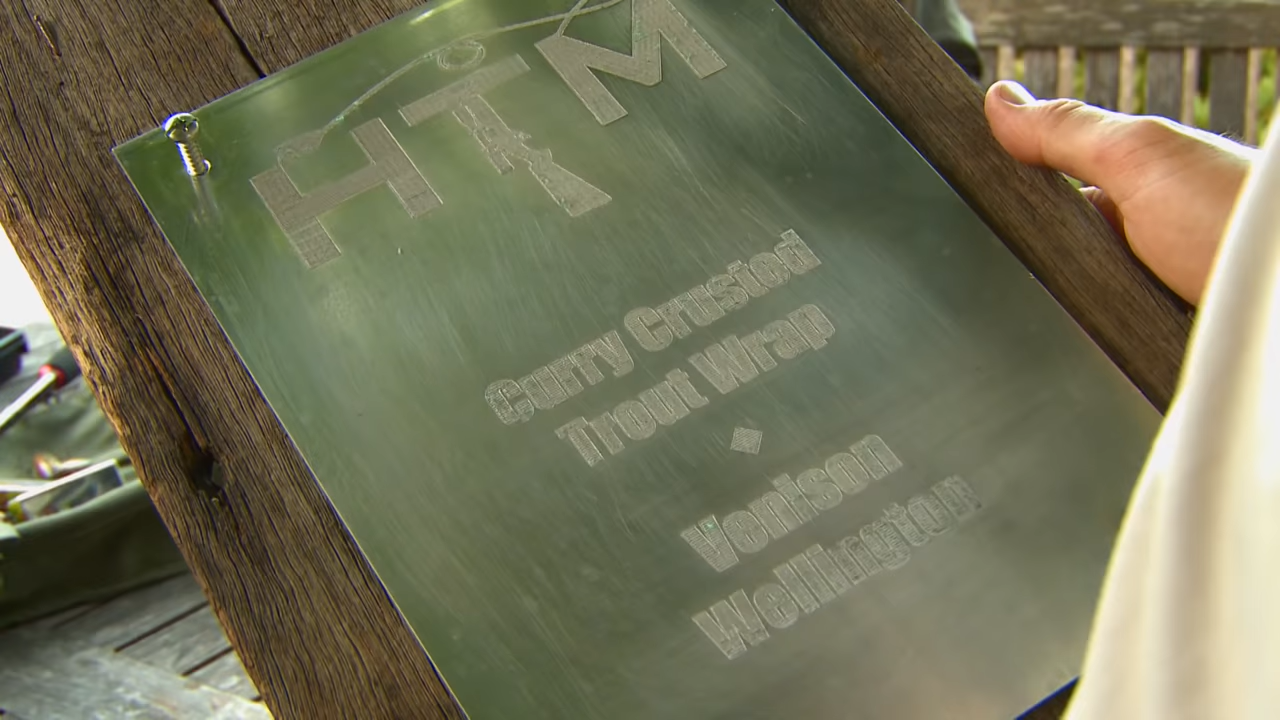 HTM
Curry Crusted
Trout Wrap
Venison
Wellington